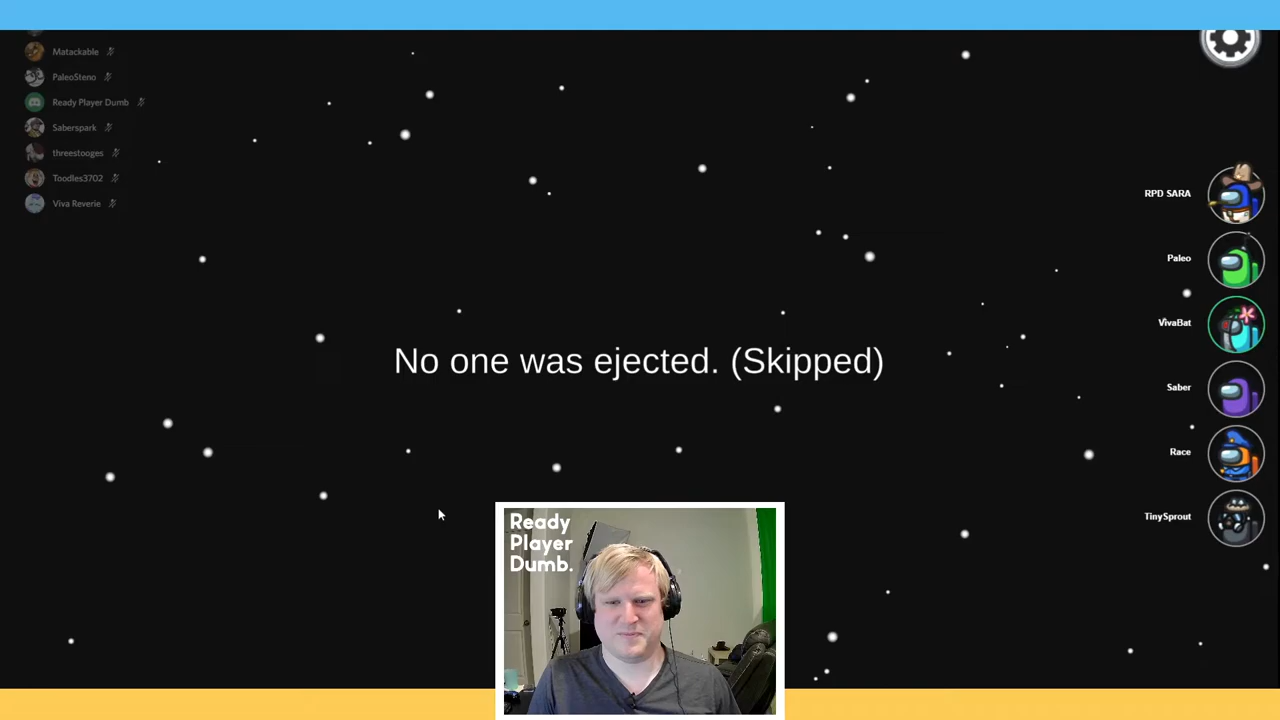 Matackable
PaleoSteno
Ready Player Dumb
Saberspark
threestooges
Toodles3702
Viva Reverie
RPD SARA
Paleo
VivaBat
Saber
Race
TinySprout
No one was ejected. (Skipped)
Ready
Player
Dumb.